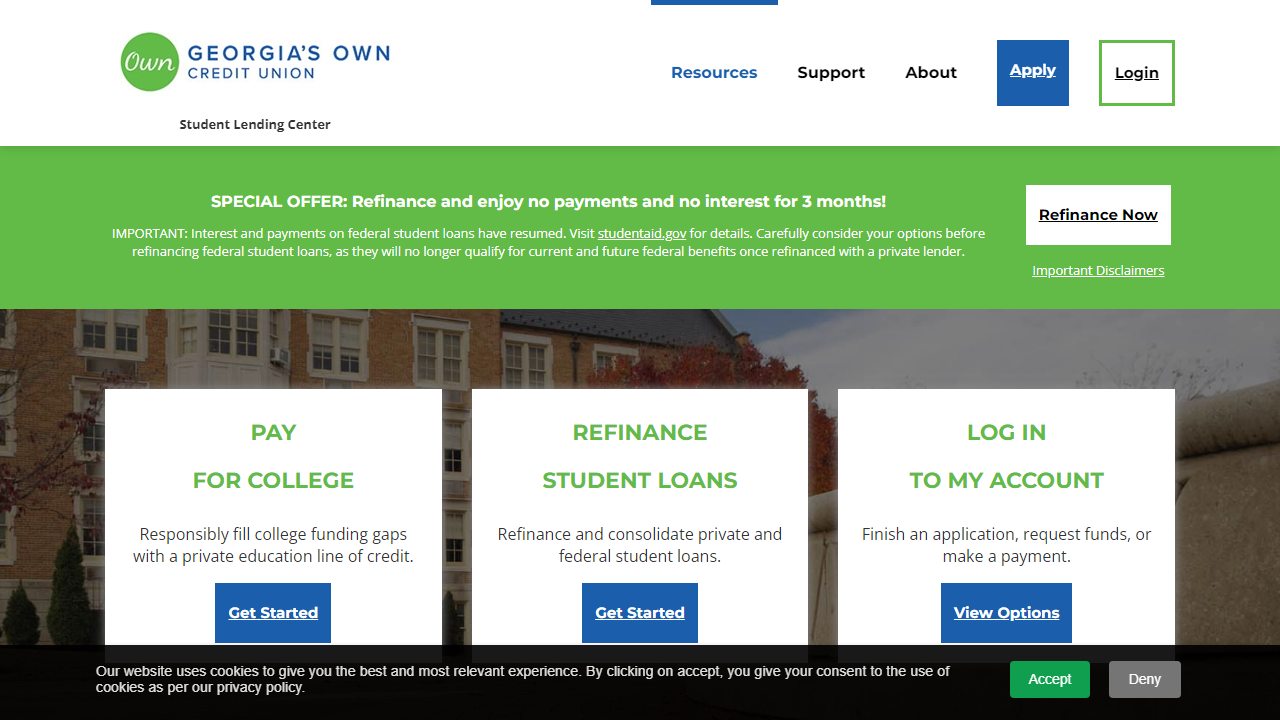 Own
GEORGIA'S OWN
CREDIT UNION
Student Lending Center
Resources
Support
About
Apply
Login
SPECIAL OFFER: Refinance and enjoy no payments and no interest for 3 months!
IMPORTANT: Interest and payments on federal student loans have resumed. Visit studentaid.gov for details. Carefully consider your options before
refinancing federal student loans, as they will no longer qualify for current and future federal benefits once refinanced with a private lender.
Refinance Now
Important Disclaimers
PAY
FOR COLLEGE
Responsibly fill college funding gaps
with a private education line of credit.
Get Started
REFINANCE
STUDENT LOANS
Refinance and consolidate private and
federal student loans.
Get Started
LOG IN
TO MY ACCOUNT
Finish an application, request funds, or
make a payment.
View Options
Our website uses cookies to give you the best and most relevant experience. By clicking on accept, you give your consent to the use of
cookies as per our privacy policy.
Accept
Deny